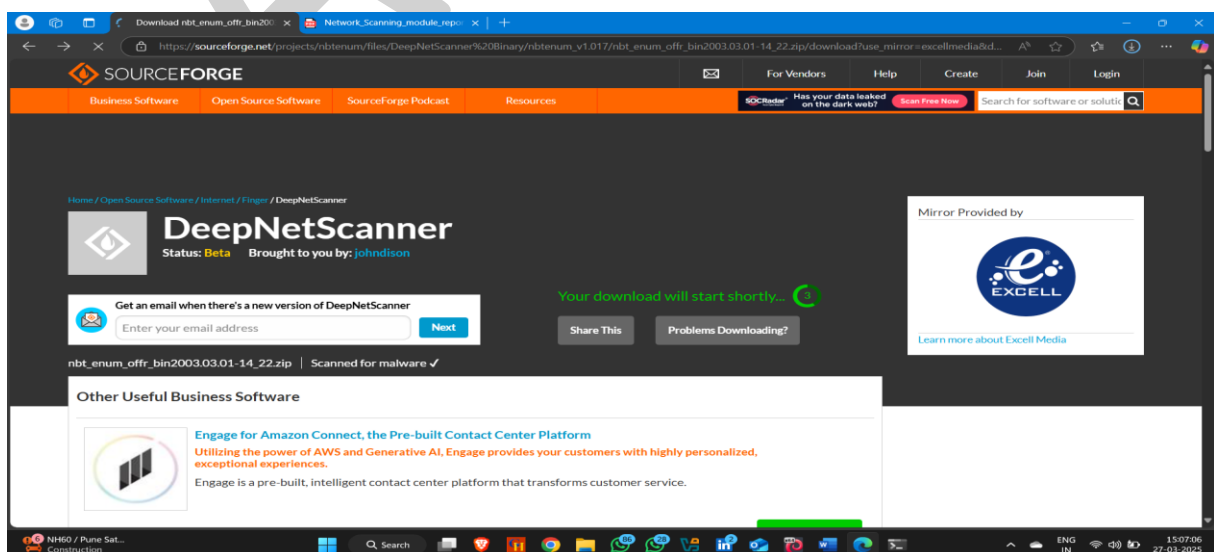 Download nbt_enum_offr_bin200
Network_Scanning_module_repo
https://sourceforge.net/projects/nbtenum/files/DeepNetScanner%20Binary/nbtenum_v1.017/nbt_enum_offr_bin2003.03.01-14_22.zip/download?use_mirror=excellmedia&d...
SOURCEFORGE
For Vendors Help Create Join Login
Business Software Open Source Software SourceForge Podcast Resources
SOCRadar Has your data leaked on the dark web? Scan Free Now Search for software or solutic
Home / Open Source Software / Internet / Finger / DeepNetScanner
DeepNetScanner
Status: Beta Brought to you by: johndison
Mirror Provided by
EXCELL
Learn more about Excell Media
Get an email when there's a new version of DeepNetScanner
Enter your email address Next
Your download will start shortly... 3
Share This Problems Downloading?
nbt_enum_offr_bin2003.03.01-14_22.zip | Scanned for malware ✓
Other Useful Business Software
Engage for Amazon Connect, the Pre-built Contact Center Platform
Utilizing the power of AWS and Generative AI, Engage provides your customers with highly personalized,
exceptional experiences.
Engage is a pre-built, intelligent contact center platform that transforms customer service.
NH60 / Pune Sat...
Construction
Search
ENG
IN
15:07:06
27-03-2025